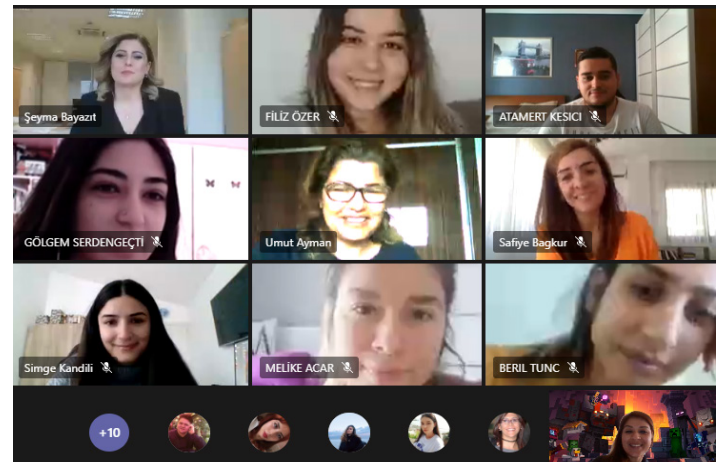 Şeyma Bayazıt
FİLİZ ÖZER
ATAMERT KESICI
GÖLGEM SERDENGEÇTİ
Umut Ayman
Safiye Bagkur
Simge Kandili
MELİKE ACAR
BERIL TUNC
+10